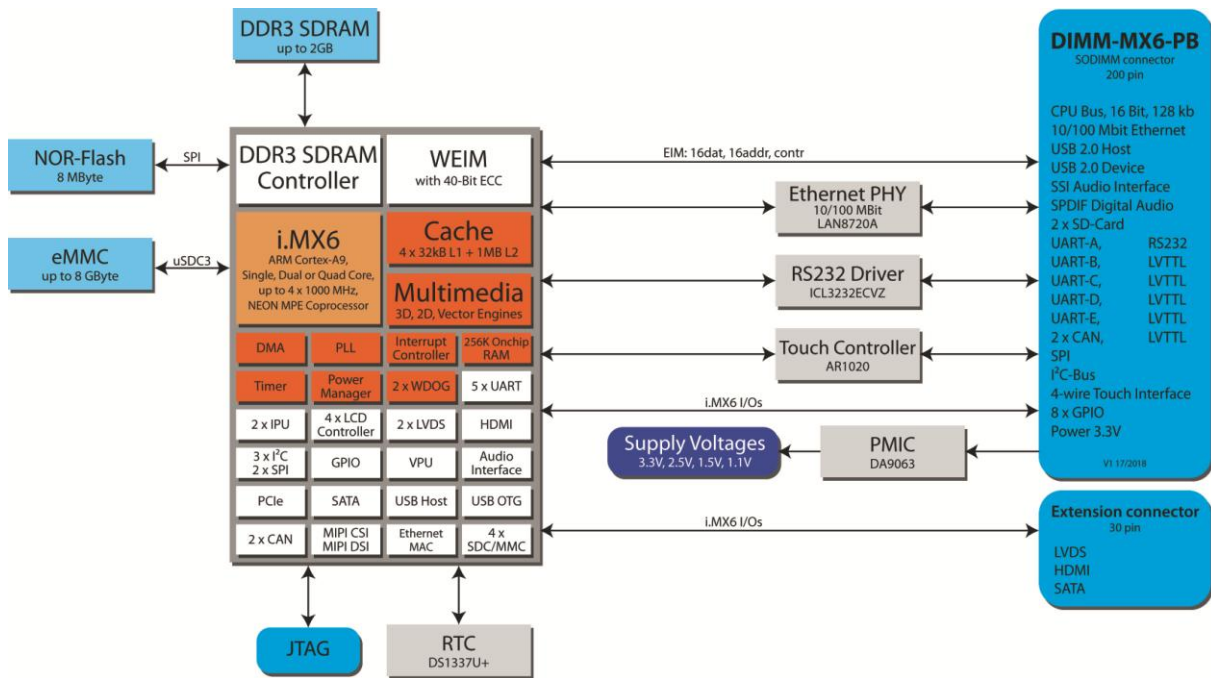 DDR3 SDRAM
up to 2GB
NOR-Flash
8 MByte
SPI
eMMC
up to 8 GByte
uSDC3
DDR3 SDRAM
Controller
WEIM
with 40-Bit ECC
i.MX6
ARM Cortex-A9,
Single, Dual or Quad Core,
up to 4 x 1000 MHz,
NEON MPE Coprocessor
Cache
4 x 32kB L1 + 1MB L2
Multimedia
3D, 2D, Vector Engines
DMA
PLL
Interrupt
Controller
256K Onchip
RAM
Timer
Power
Manager
2 x WDOG
5 x UART
2 x IPU
4 x LCD
Controller
2 x LVDS
HDMI
3 x I²C
2 x SPI
GPIO
VPU
Audio
Interface
PCIe
SATA
USB Host
USB OTG
2 x CAN
MIPI CSI
MIPI DSI
Ethernet
MAC
4 x
SDC/MMC
JTAG
RTC
DS1337U+
EIM: 16dat, 16addr, contr
Ethernet PHY
10/100 MBit
LAN8720A
RS232 Driver
ICL3232ECVZ
Touch Controller
AR1020
i.MX6 I/Os
Supply Voltages
3.3V, 2.5V, 1.5V, 1.1V
PMIC
DA9063
i.MX6 I/Os
DIMM-MX6-PB
SODIMM connector
200 pin
CPU Bus, 16 Bit, 128 kb
10/100 Mbit Ethernet
USB 2.0 Host
USB 2.0 Device
SSI Audio Interface
SPDIF Digital Audio
2 x SD-Card
UART-A, RS232
UART-B, LVTTL
UART-C, LVTTL
UART-D, LVTTL
UART-E, LVTTL
2 x CAN, LVTTL
SPI
I²C-Bus
4-wire Touch Interface
8 x GPIO
Power 3.3V
V1 17/2018
Extension connector
30 pin
LVDS
HDMI
SATA